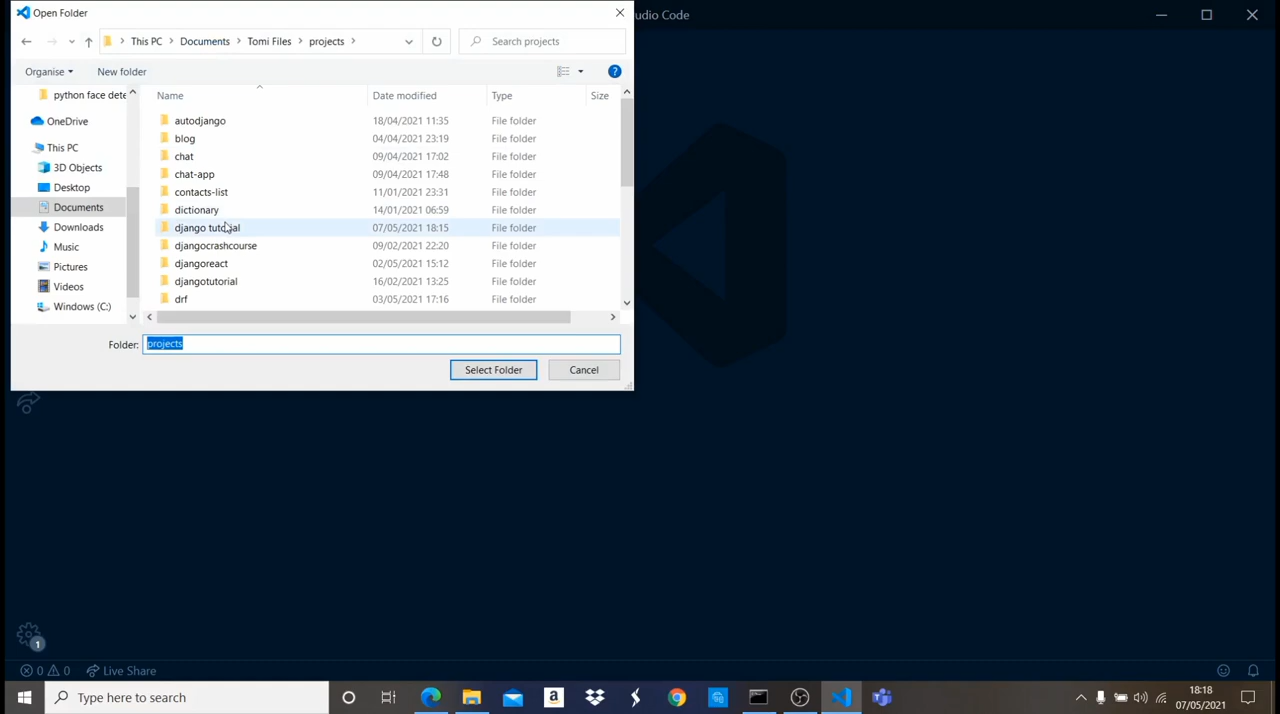 Open Folder
udio Code
This PC > Documents > Tomi Files > projects >
Search projects
Organise New folder
python face dete
OneDrive
This PC
3D Objects
Desktop
Documents
Downloads
Music
Pictures
Videos
Windows (C:)
Name Date modified Type Size
autodjango 18/04/2021 11:35 File folder
blog 04/04/2021 23:19 File folder
chat 09/04/2021 17:02 File folder
chat-app 09/04/2021 17:48 File folder
contacts-list 11/01/2021 23:31 File folder
dictionary 14/01/2021 06:59 File folder
django tutorial 07/05/2021 18:15 File folder
djangocrashcourse 09/02/2021 22:20 File folder
djangoreact 02/05/2021 15:12 File folder
djangotutorial 16/02/2021 13:25 File folder
drf 03/05/2021 17:16 File folder
Folder: projects
Select Folder Cancel
1
0 0 Live Share
Type here to search
18:18
07/05/2021